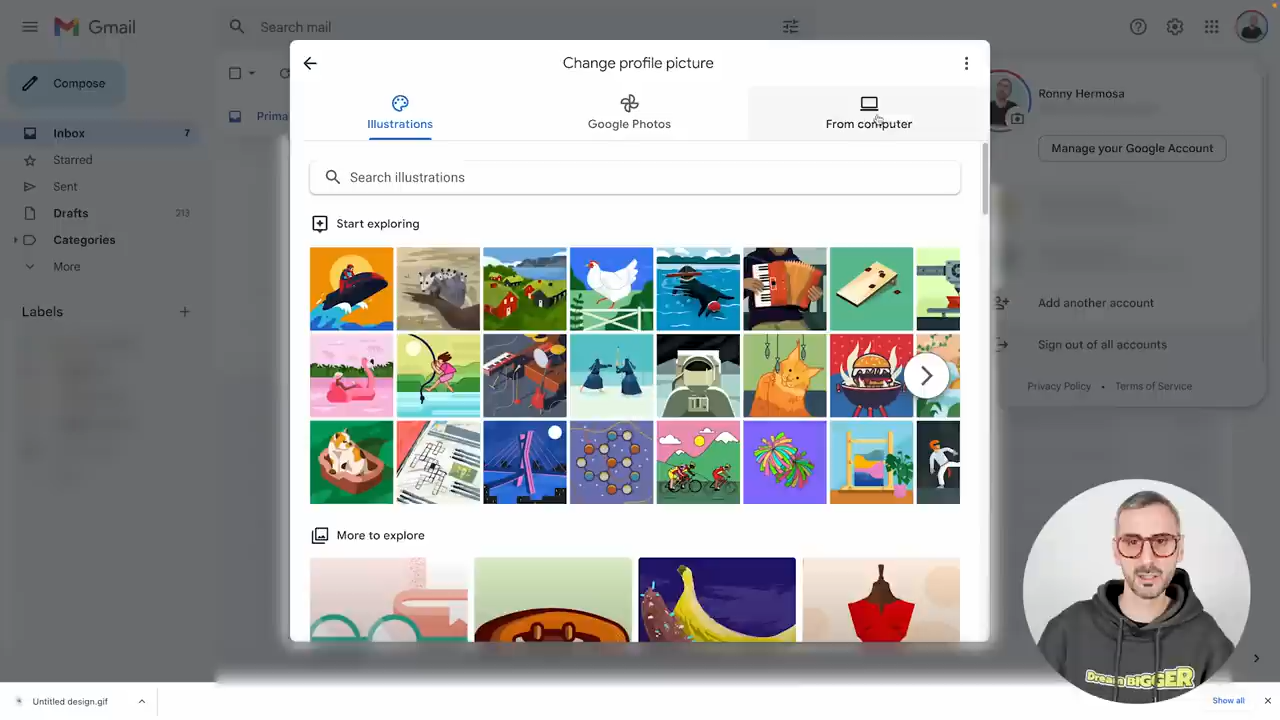 Gmail
Search mail
Change profile picture
Compose
Illustrations
Google Photos
From computer
Ronny Hermosa
Manage your Google Account
Prima
Inbox 7
Starred
Sent
Drafts 213
Categories
More
Labels
Search illustrations
Start exploring
More to explore
Add another account
Sign out of all accounts
Privacy Policy • Terms of Service
Dream BIGGER
Untitled design.gif
Show all